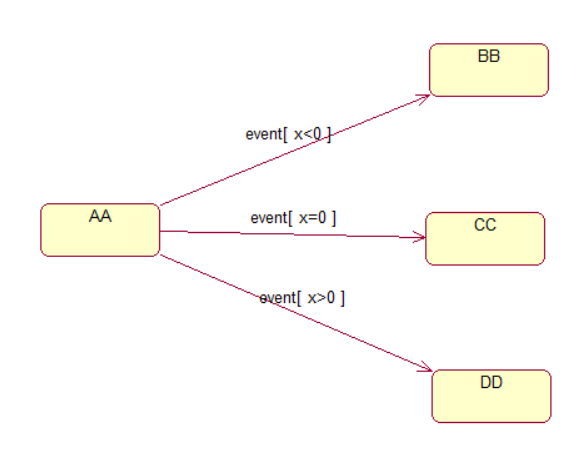 BB
event[ x<0 ]
AA
event[ x=0 ]
CC
event[ x>0 ]
DD